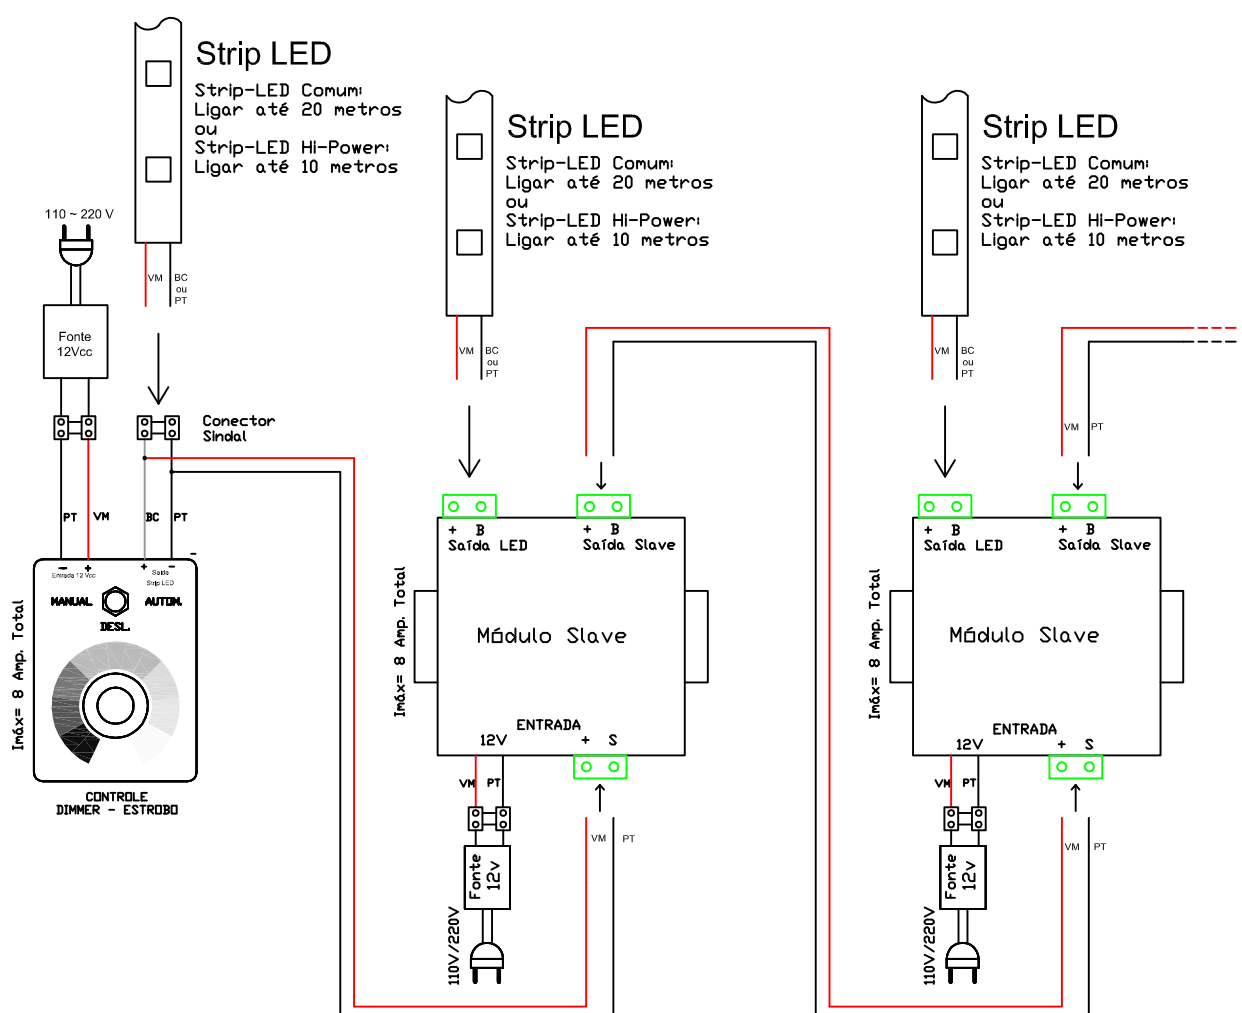 Strip LED
Strip-LED Comum:
Ligar até 20 metros
ou
Strip-LED Hi-Power:
Ligar até 10 metros
110 ~ 220 V
VM
BC
ou
PT
Fonte
12Vcc
Conector
Sindal
PT
VM
BC
PT
-
- +
Entrada 12 Vcc
+ -
Saída
Strip LED
MANUAL
AUTOM.
DESL.
Imáx= 8 Amp. Total
CONTROLE
DIMMER - ESTROBO
Strip LED
Strip-LED Comum:
Ligar até 20 metros
ou
Strip-LED Hi-Power:
Ligar até 10 metros
VM
BC
ou
PT
+ B
Saída LED
+ B
Saída Slave
Imáx= 8 Amp. Total
Módulo Slave
ENTRADA
12V
+ S
VM
PT
Fonte
12v
110V/220V
VM
PT
Strip LED
Strip-LED Comum:
Ligar até 20 metros
ou
Strip-LED Hi-Power:
Ligar até 10 metros
VM
BC
ou
PT
VM
PT
+ B
Saída LED
+ B
Saída Slave
Imáx= 8 Amp. Total
Módulo Slave
ENTRADA
12V
+ S
VM
PT
Fonte
12v
110V/220V
VM
PT